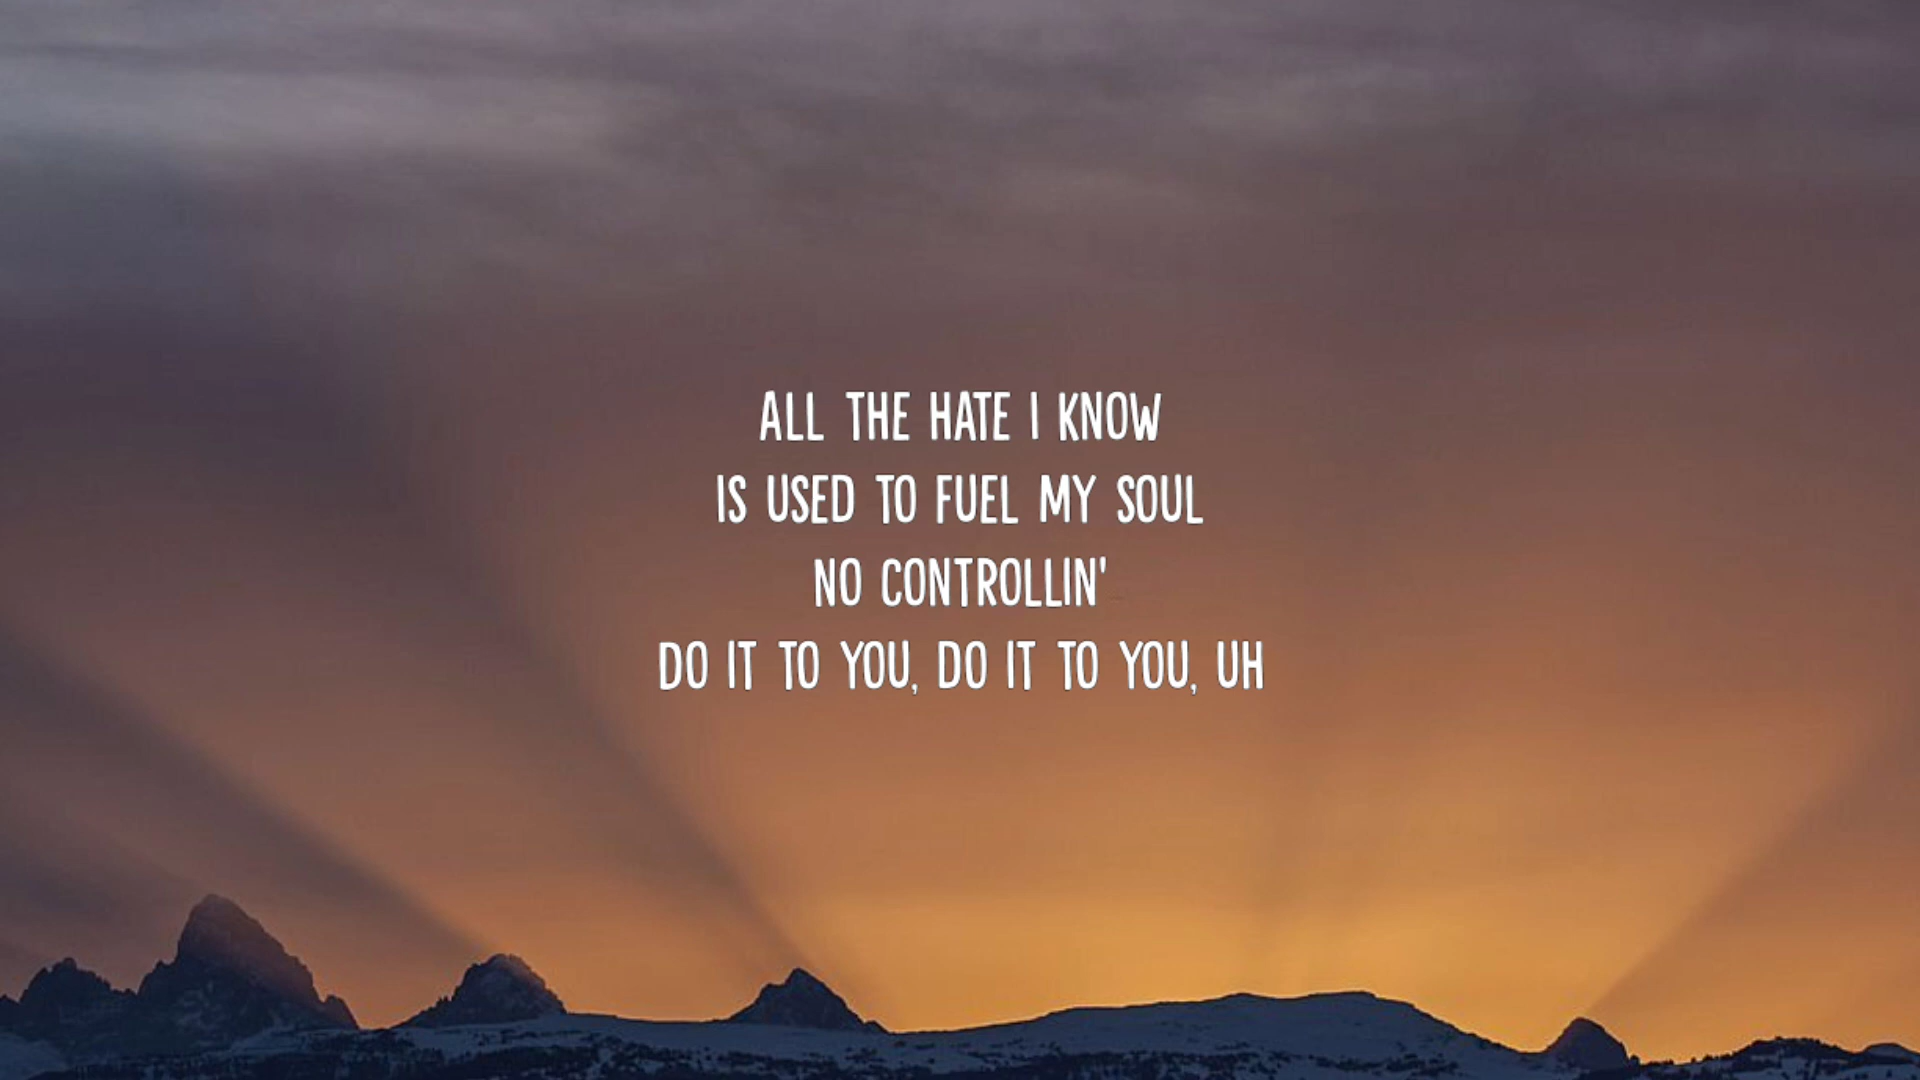 ALL THE HATE I KNOW
IS USED TO FUEL MY SOUL
NO CONTROLLIN'
DO IT TO YOU, DO IT TO YOU, UH